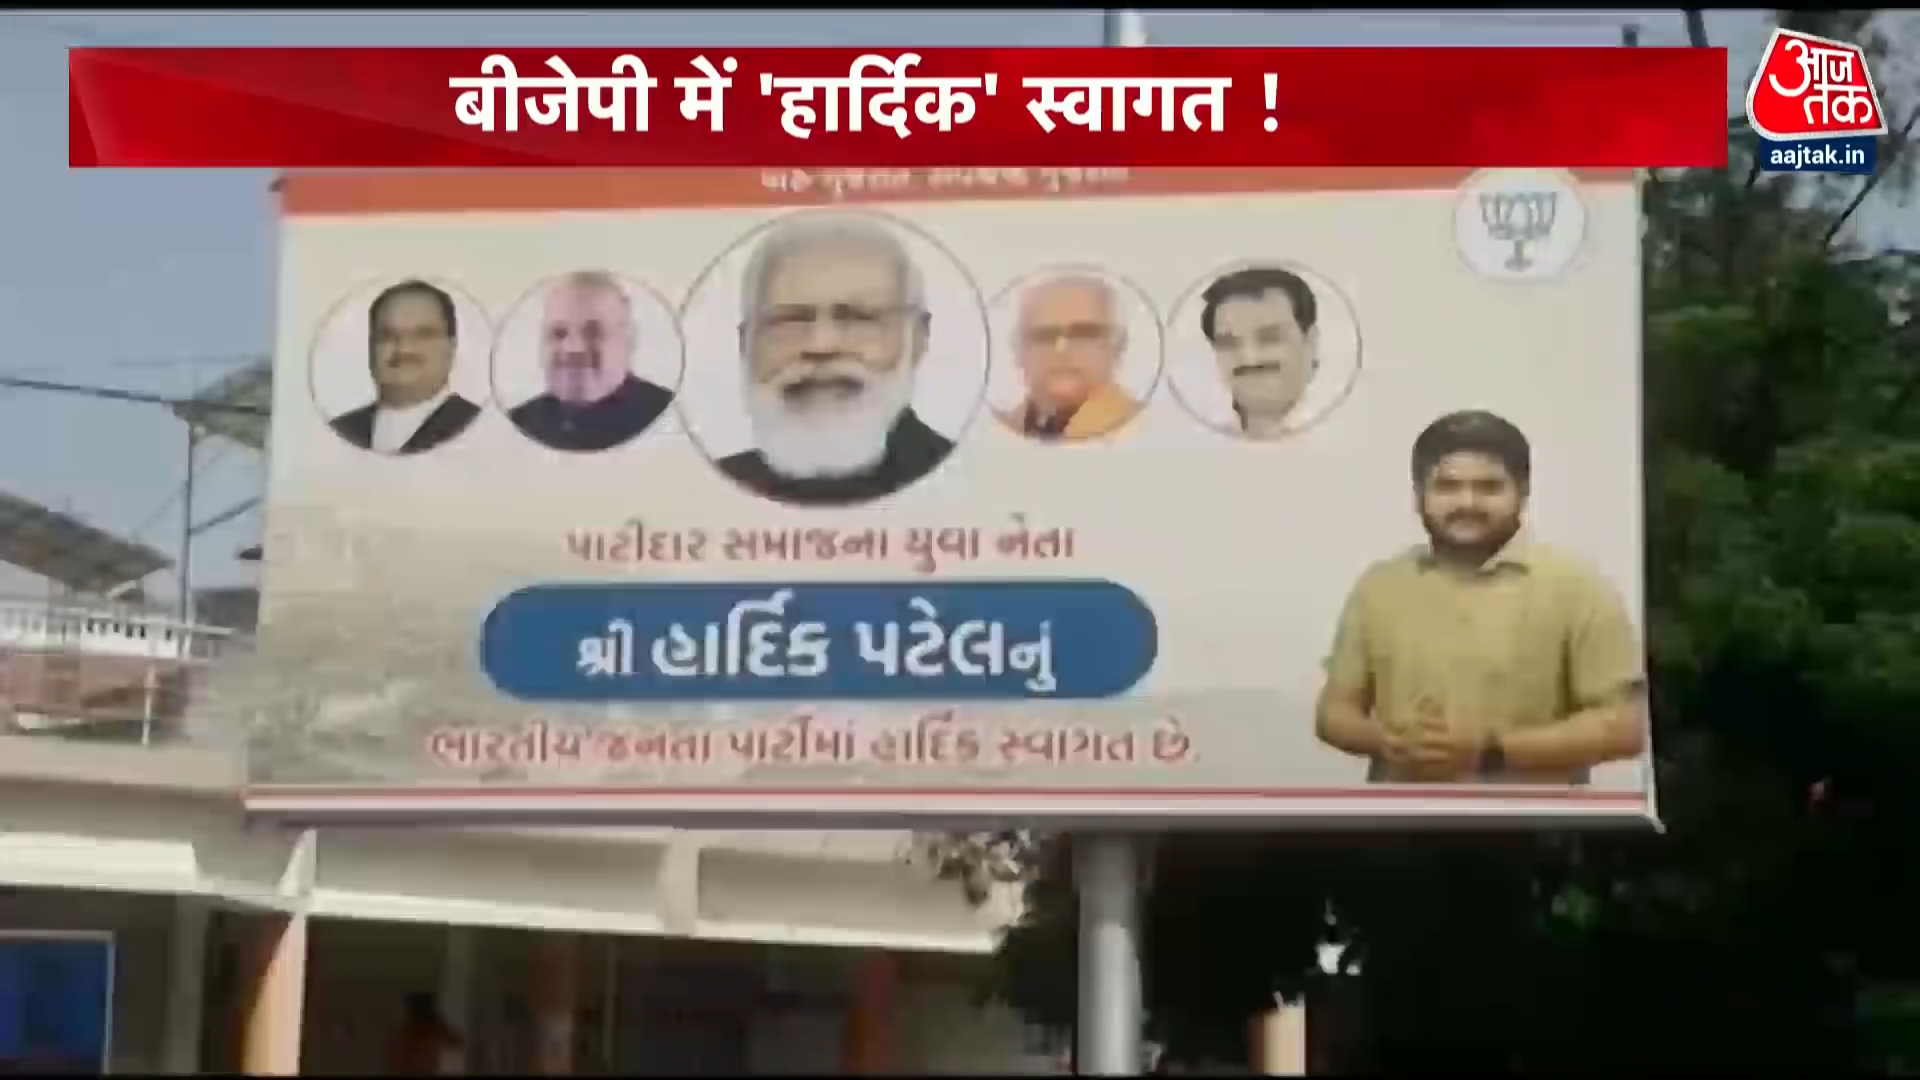 बीजेपी में 'हार्दिक' स्वागत !
आज
तक
aajtak.in
પાટીદાર સમાજના યુવા નેતા
શ્રી હાર્દિક પટેલનું
ભારતીય જનતા પાર્ટીમાં હાર્દિક સ્વાગત છે.